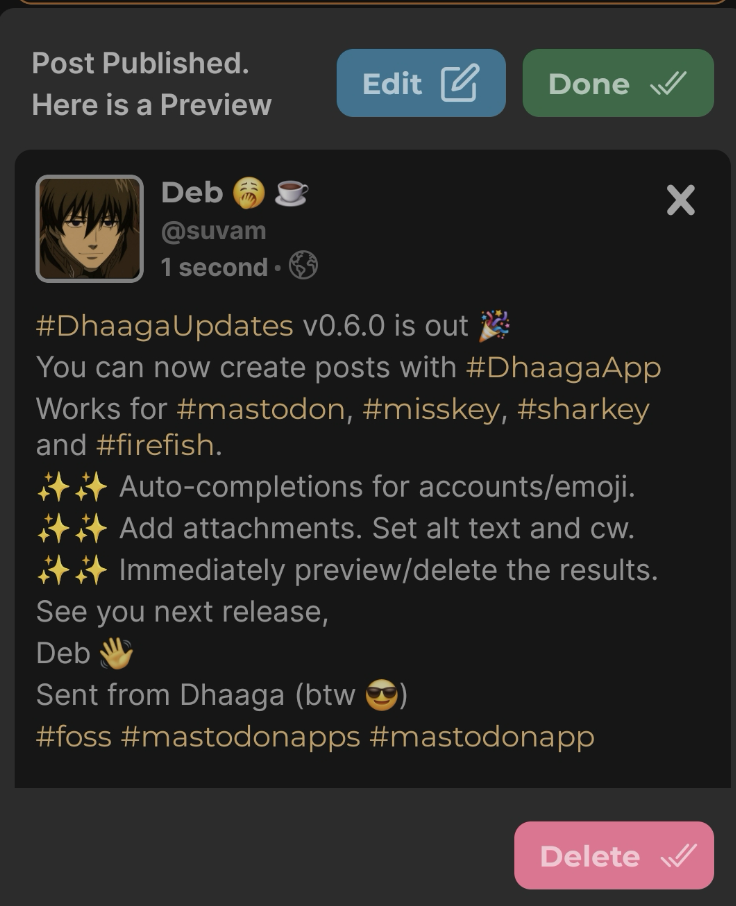 Post Published.
Here is a Preview
Edit
Done
Deb 🥱 ☕
@suvam
1 second •
#DhaagaUpdates v0.6.0 is out 🎉
You can now create posts with #DhaagaApp
Works for #mastodon, #misskey, #sharkey
and #firefish.
✨✨ Auto-completions for accounts/emoji.
✨✨ Add attachments. Set alt text and cw.
✨✨ Immediately preview/delete the results.
See you next release,
Deb 👋
Sent from Dhaaga (btw 😎)
#foss #mastodonapps #mastodonapp
Delete